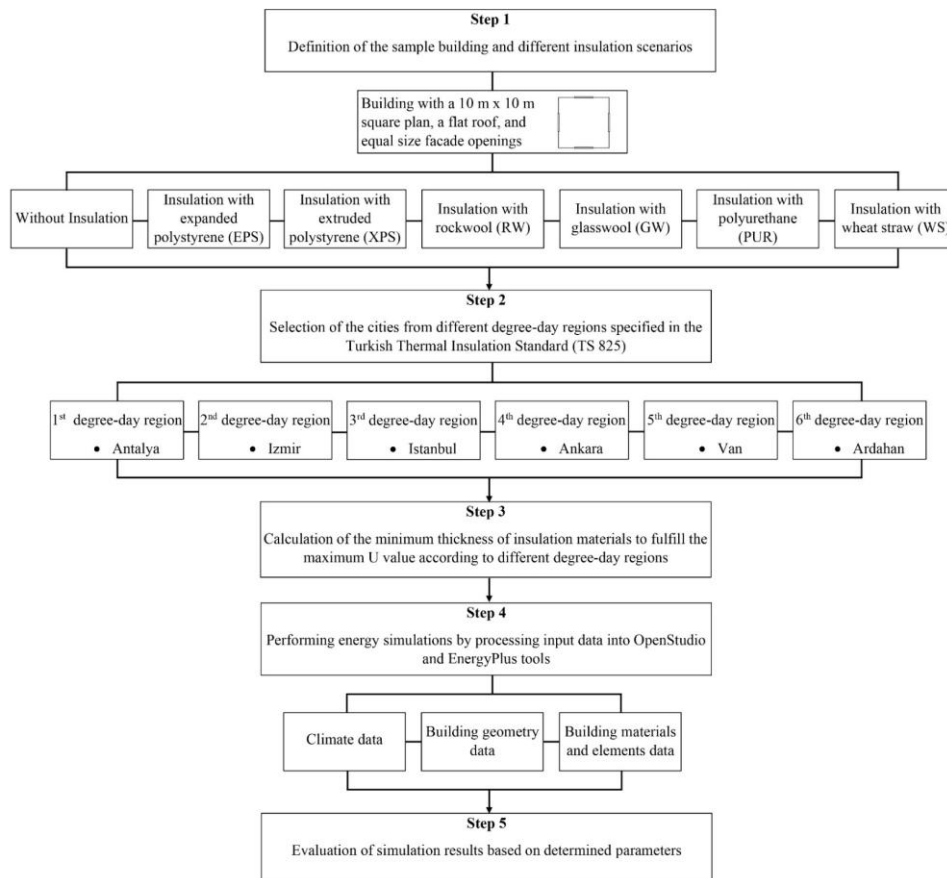 Step 1
Definition of the sample building and different insulation scenarios
Building with a 10 m x 10 m
square plan, a flat roof, and
equal size facade openings
Without Insulation
Insulation with
expanded
polystyrene (EPS)
Insulation with
extruded
polystyrene (XPS)
Insulation with
rockwool (RW)
Insulation with
glasswool (GW)
Insulation with
polyurethane
(PUR)
Insulation with
wheat straw (WS)
Step 2
Selection of the cities from different degree-day regions specified in the
Turkish Thermal Insulation Standard (TS 825)
1st degree-day region
• Antalya
2nd degree-day region
• Izmir
3rd degree-day region
• Istanbul
4th degree-day region
• Ankara
5th degree-day region
• Van
6th degree-day region
• Ardahan
Step 3
Calculation of the minimum thickness of insulation materials to fulfill the
maximum U value according to different degree-day regions
Step 4
Performing energy simulations by processing input data into OpenStudio
and EnergyPlus tools
Climate data
Building geometry
data
Building materials
and elements data
Step 5
Evaluation of simulation results based on determined parameters